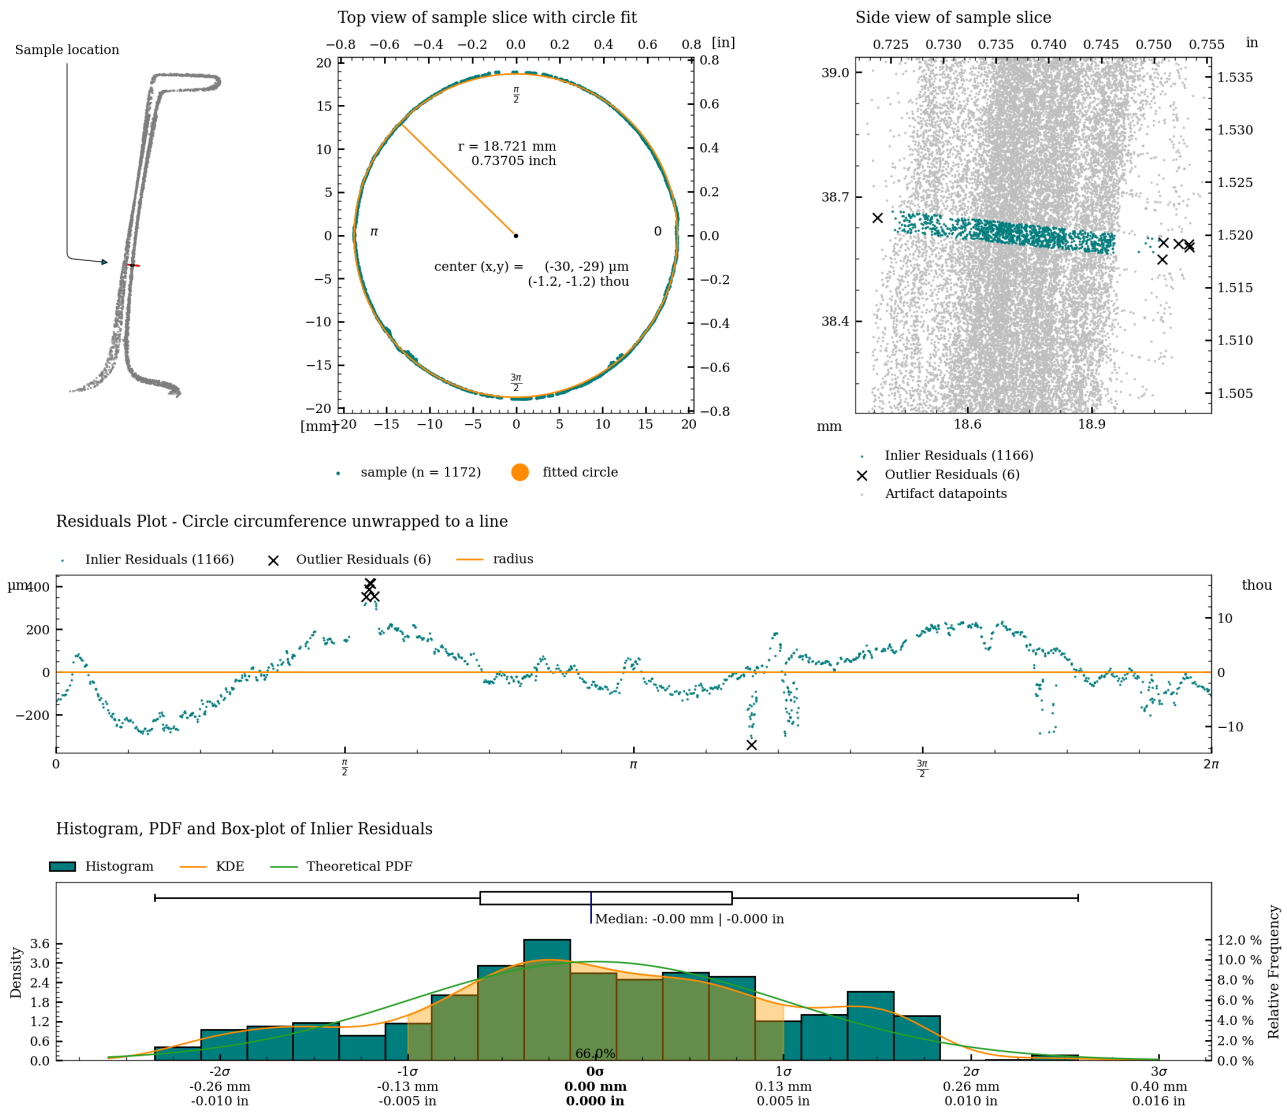 Sample location
Top view of sample slice with circle fit
−0.8 −0.6 −0.4 −0.2 0.0 0.2 0.4 0.6 0.8 [in]
20
15
10
5
0
−5
−10
−15
−20
0.8
0.6
0.4
0.2
0.0
−0.2
−0.4
−0.6
−0.8
π/2
r = 18.721 mm
0.73705 inch
π
0
center (x,y) = (-30, -29) µm
(-1.2, -1.2) thou
3π/2
[mm] −20 −15 −10 −5 0 5 10 15 20
sample (n = 1172) fitted circle
Side view of sample slice
0.725 0.730 0.735 0.740 0.745 0.750 0.755 in
39.0
38.7
38.4
1.535
1.530
1.525
1.520
1.515
1.510
1.505
mm 18.6 18.9
Inlier Residuals (1166)
Outlier Residuals (6)
Artifact datapoints
Residuals Plot - Circle circumference unwrapped to a line
Inlier Residuals (1166) Outlier Residuals (6) radius
µm thou
400
200
0
−200
10
0
−10
0 π/2 π 3π/2 2π
Histogram, PDF and Box-plot of Inlier Residuals
Histogram KDE Theoretical PDF
Median: -0.00 mm | -0.000 in
Density
3.6
3.0
2.4
1.8
1.2
0.6
0.0
Relative Frequency
12.0 %
10.0 %
8.0 %
6.0 %
4.0 %
2.0 %
0.0 %
66.0%
-2σ -1σ 0σ 1σ 2σ 3σ
-0.26 mm -0.13 mm 0.00 mm 0.13 mm 0.26 mm 0.40 mm
-0.010 in -0.005 in 0.000 in 0.005 in 0.010 in 0.016 in